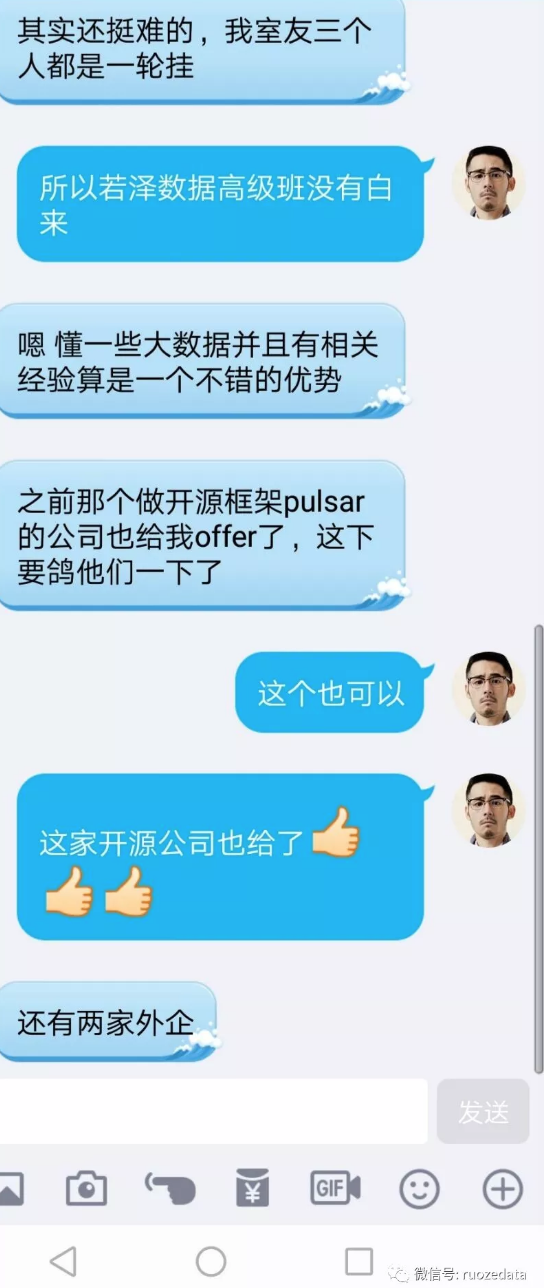 其实还挺难的，我室友三个
人都是一轮挂
所以若泽数据高级班没有白
来
嗯 懂一些大数据并且有相关
经验算是一个不错的优势
之前那个做开源框架pulsar
的公司也给我offer了，这下
要鸽他们一下了
这个也可以
这家开源公司也给了
还有两家外企
发送
¥
GIF
微信号: ruozedata